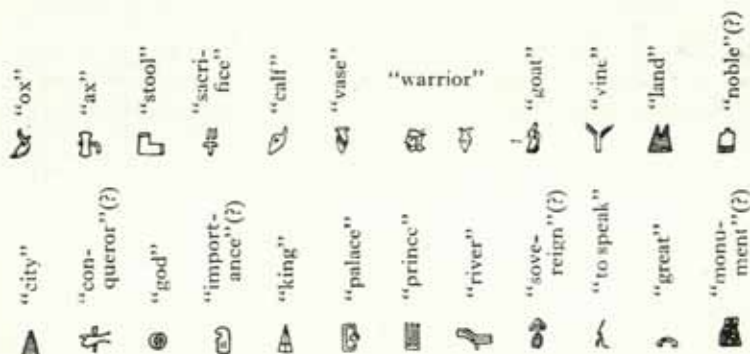 “ox”
“ax”
“stool”
“sacri-
fice”
“calf”
“vase”
“warrior”
“goat”
“vine”
“land”
“noble”(?)
“city”
“con-
queror”(?)
“god”
“import-
ance”(?)
“king”
“palace”
“prince”
“river”
“sove-
reign”(?)
“to speak”
“great”
“monu-
ment”(?)